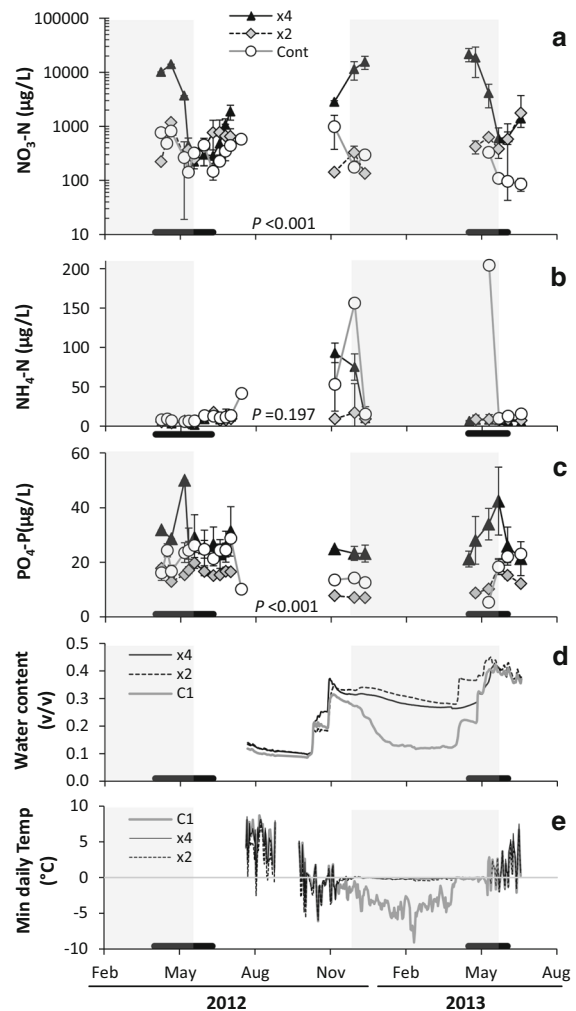 x4
x2
Cont
a
100000
10000
1000
100
10
NO3-N (µg/L)
P <0.001
b
200
150
100
50
0
NH4-N (µg/L)
P =0.197
c
60
40
20
0
PO4-P(µg/L)
P <0.001
d
0.5
0.4
0.3
0.2
0.1
0.0
Water content
(v/v)
x4
x2
C1
e
10
5
0
-5
-10
Min daily Temp
(°C)
C1
x4
x2
Feb May Aug Nov Feb May Aug
2012 2013